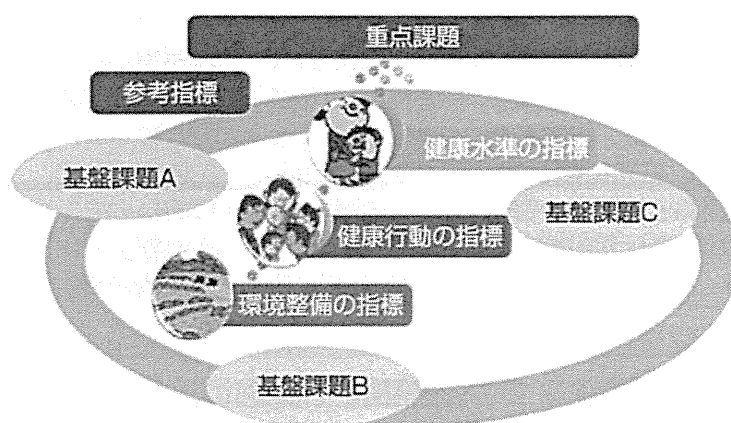 重点課題
参考指標
健康水準の指標
基盤課題A
基盤課題C
健康行動の指標
環境整備の指標
基盤課題B